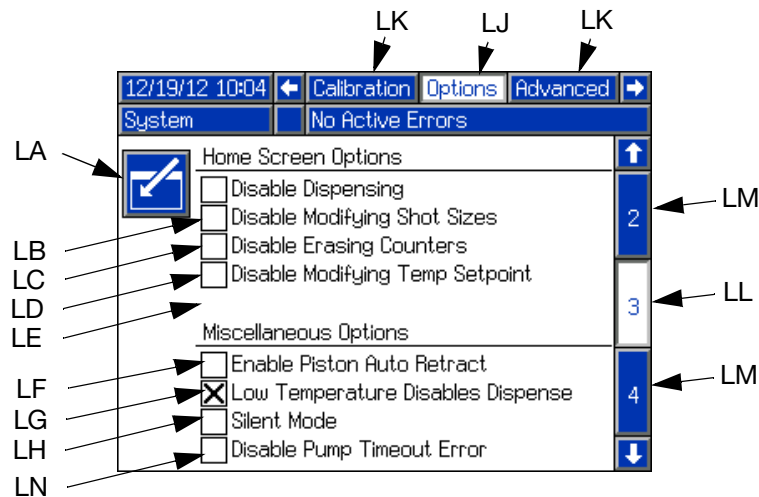 LK LJ LK
12/19/12 10:04 Calibration Options Advanced
System No Active Errors
LA Home Screen Options
Disable Dispensing
LB Disable Modifying Shot Sizes 2 LM
LC Disable Erasing Counters
LD Disable Modifying Temp Setpoint
LE 3 LL
Miscellaneous Options
LF Enable Piston Auto Retract
LG Low Temperature Disables Dispense 4 LM
LH Silent Mode
LN Disable Pump Timeout Error